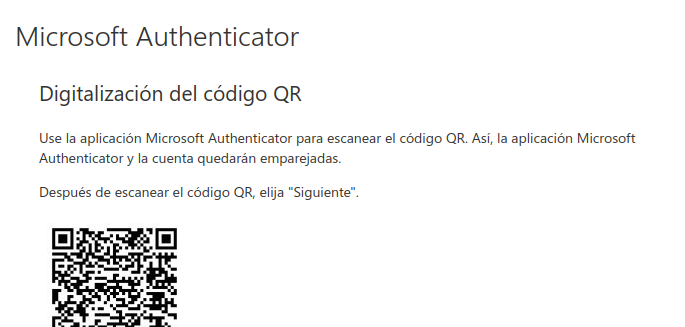 Microsoft Authenticator
Digitalización del código QR
Use la aplicación Microsoft Authenticator para escanear el código QR. Así, la aplicación Microsoft
Authenticator y la cuenta quedarán emparejadas.
Después de escanear el código QR, elija "Siguiente".